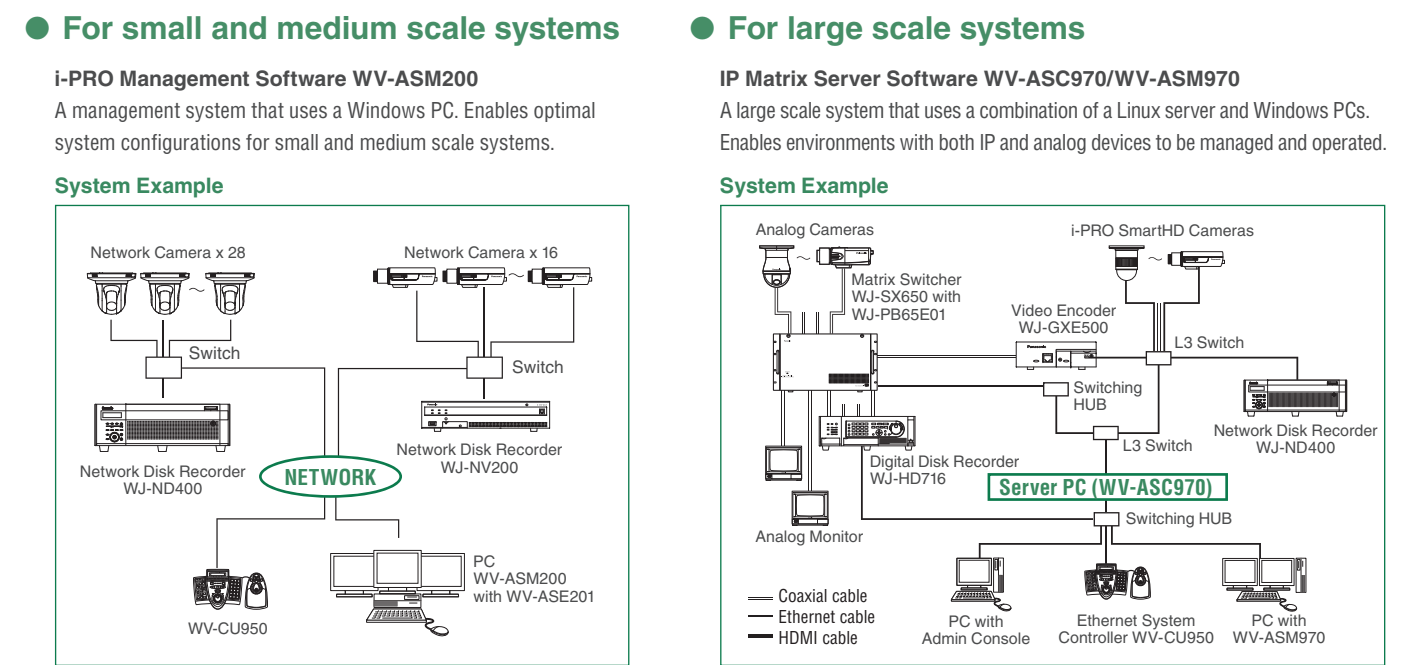 ● For small and medium scale systems
i-PRO Management Software WV-ASM200
A management system that uses a Windows PC. Enables optimal
system configurations for small and medium scale systems.
System Example
Network Camera x 28
Network Camera x 16
Switch
Switch
Network Disk Recorder
WJ-ND400
Network Disk Recorder
WJ-NV200
NETWORK
WV-CU950
PC
WV-ASM200
with WV-ASE201
● For large scale systems
IP Matrix Server Software WV-ASC970/WV-ASM970
A large scale system that uses a combination of a Linux server and Windows PCs.
Enables environments with both IP and analog devices to be managed and operated.
System Example
Analog Cameras
i-PRO SmartHD Cameras
Matrix Switcher
WJ-SX650 with
WJ-PB65E01
Video Encoder
WJ-GXE500
Panasonic
L3 Switch
Switching
HUB
Network Disk Recorder
WJ-ND400
L3 Switch
Digital Disk Recorder
WJ-HD716
Server PC (WV-ASC970)
Switching HUB
Analog Monitor
Coaxial cable
Ethernet cable
HDMI cable
PC with
Admin Console
Ethernet System
Controller WV-CU950
PC with
WV-ASM970